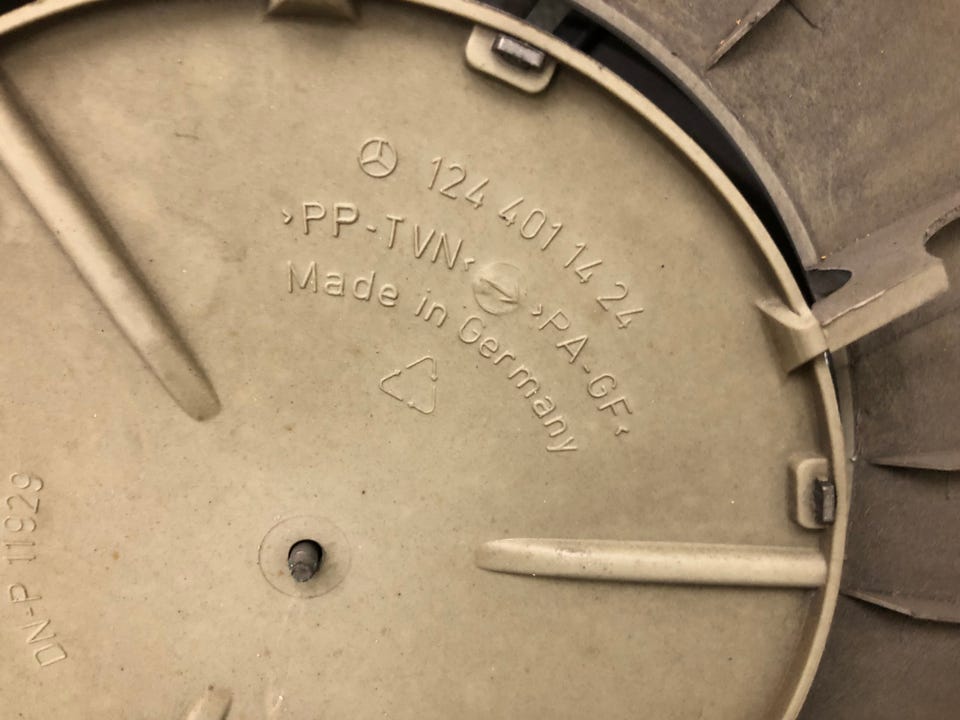 124 401 14 24
›PP-TVN‹ ›PA-GF‹
Made in Germany
DN-P 11929